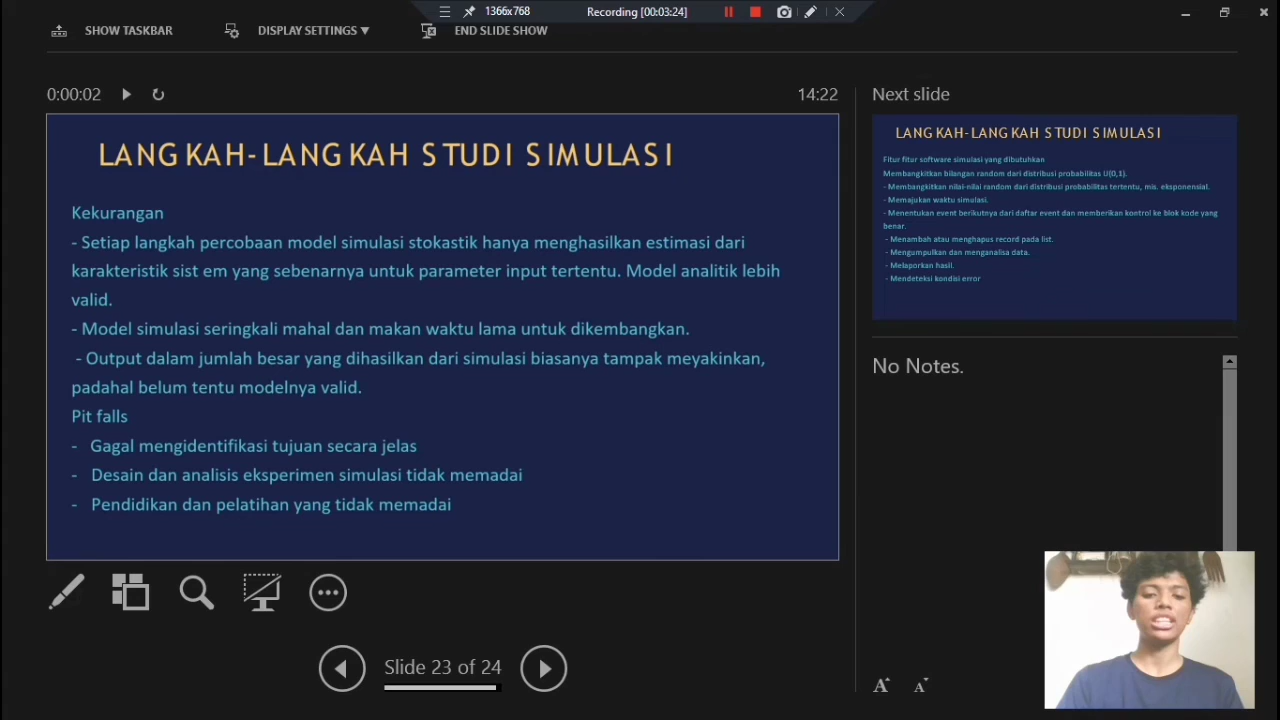 1366x768
Recording [00:03:24]
SHOW TASKBAR
DISPLAY SETTINGS
END SLIDE SHOW
0:00:02
14:22
LANGKAH-LANGKAH STUDI SIMULASI
Kekurangan
- Setiap langkah percobaan model simulasi stokastik hanya menghasilkan estimasi dari
karakteristik sist em yang sebenarnya untuk parameter input tertentu. Model analitik lebih
valid.
- Model simulasi seringkali mahal dan makan waktu lama untuk dikembangkan.
- Output dalam jumlah besar yang dihasilkan dari simulasi biasanya tampak meyakinkan,
padahal belum tentu modelnya valid.
Pit falls
- Gagal mengidentifikasi tujuan secara jelas
- Desain dan analisis eksperimen simulasi tidak memadai
- Pendidikan dan pelatihan yang tidak memadai
Slide 23 of 24
Next slide
LANGKAH-LANGKAH STUDI SIMULASI
Fitur fitur software simulasi yang dibutuhkan
Membangkitkan bilangan random dari distribusi probabilitas U(0,1).
- Membangkitkan nilai-nilai random dari distribusi probabilitas tertentu, mis. eksponensial.
- Memajukan waktu simulasi.
- Menentukan event berikutnya dari daftar event dan memberikan kontrol ke blok kode yang
benar.
- Menambah atau menghapus record pada list.
- Mengumpulkan dan menganalisa data.
- Melaporkan hasil.
- Mendeteksi kondisi error
No Notes.
A A